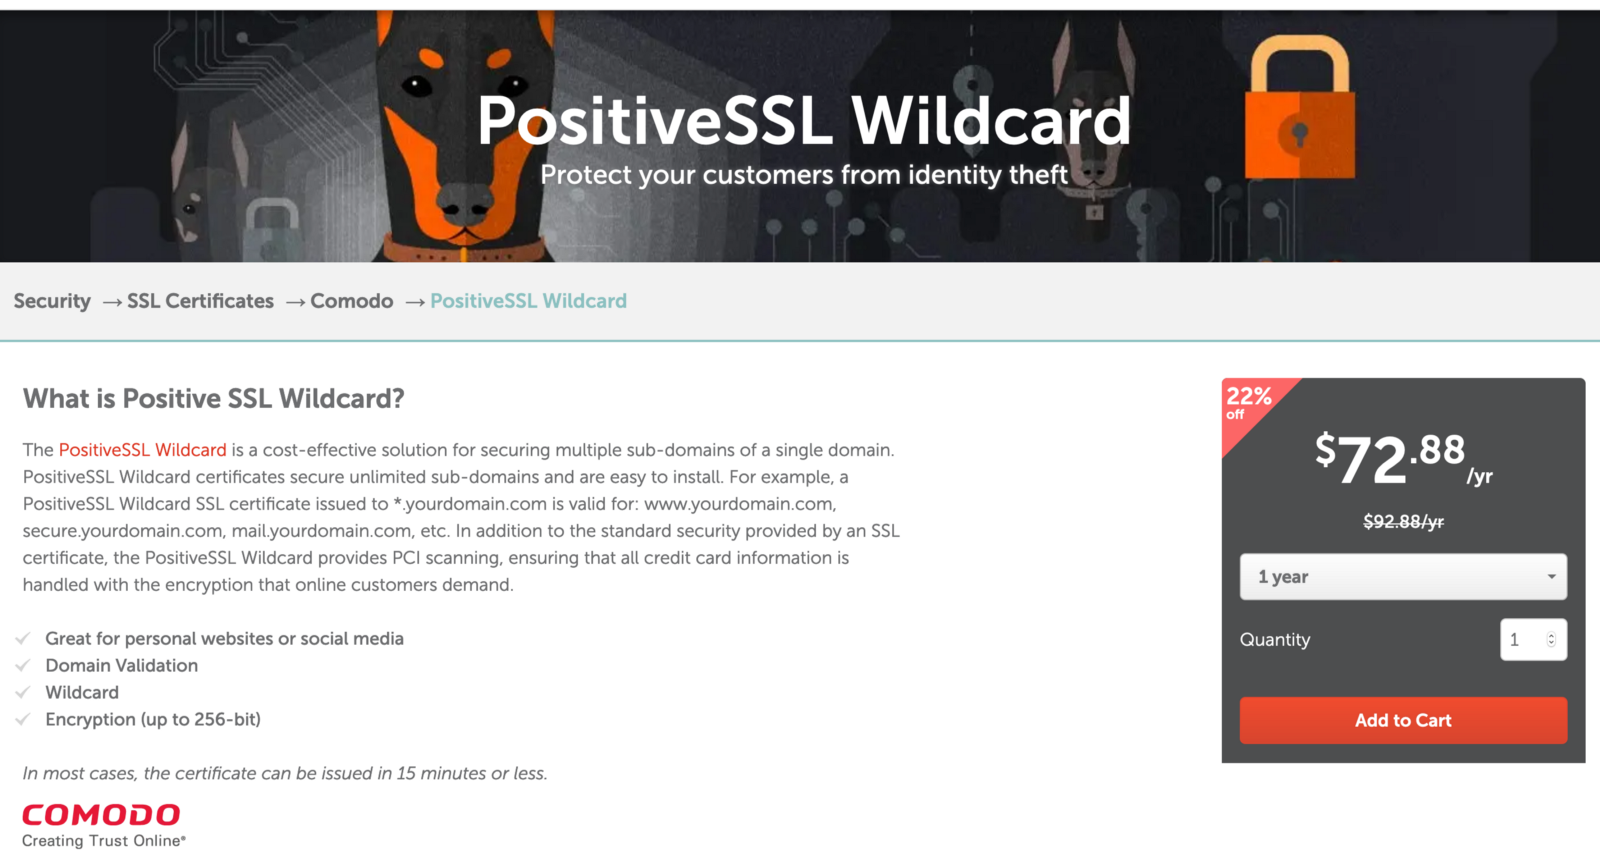 PositiveSSL Wildcard
Protect your customers from identity theft
Security → SSL Certificates → Comodo → PositiveSSL Wildcard
What is Positive SSL Wildcard?
The PositiveSSL Wildcard is a cost-effective solution for securing multiple sub-domains of a single domain.
PositiveSSL Wildcard certificates secure unlimited sub-domains and are easy to install. For example, a
PositiveSSL Wildcard SSL certificate issued to *.yourdomain.com is valid for: www.yourdomain.com,
secure.yourdomain.com, mail.yourdomain.com, etc. In addition to the standard security provided by an SSL
certificate, the PositiveSSL Wildcard provides PCI scanning, ensuring that all credit card information is
handled with the encryption that online customers demand.
Great for personal websites or social media
Domain Validation
Wildcard
Encryption (up to 256-bit)
In most cases, the certificate can be issued in 15 minutes or less.
COMODO
Creating Trust Online®
22%
off
$72.88/yr
$92.88/yr
1 year
Quantity 1
Add to Cart